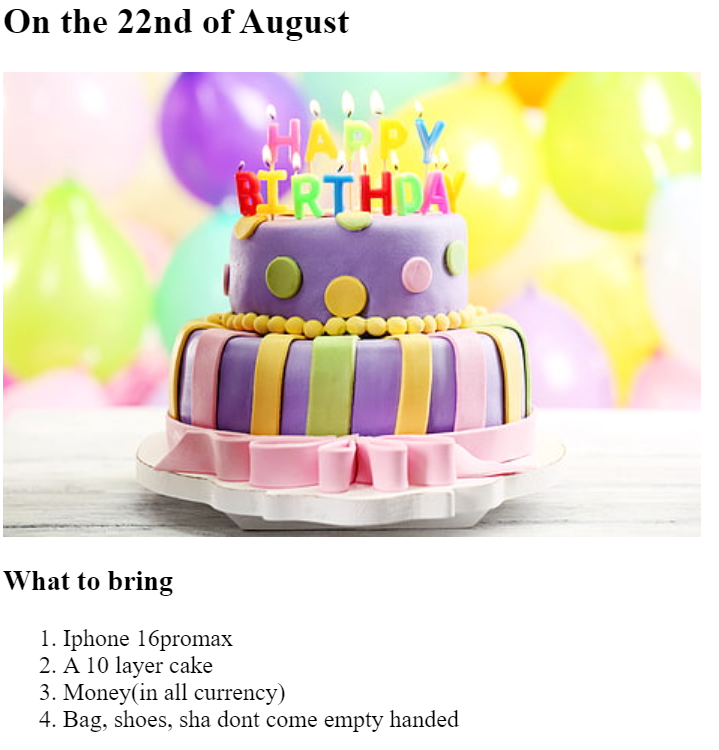 On the 22nd of August
HAPPY
BIRTHDAY
What to bring
1. Iphone 16promax
2. A 10 layer cake
3. Money(in all currency)
4. Bag, shoes, sha dont come empty handed